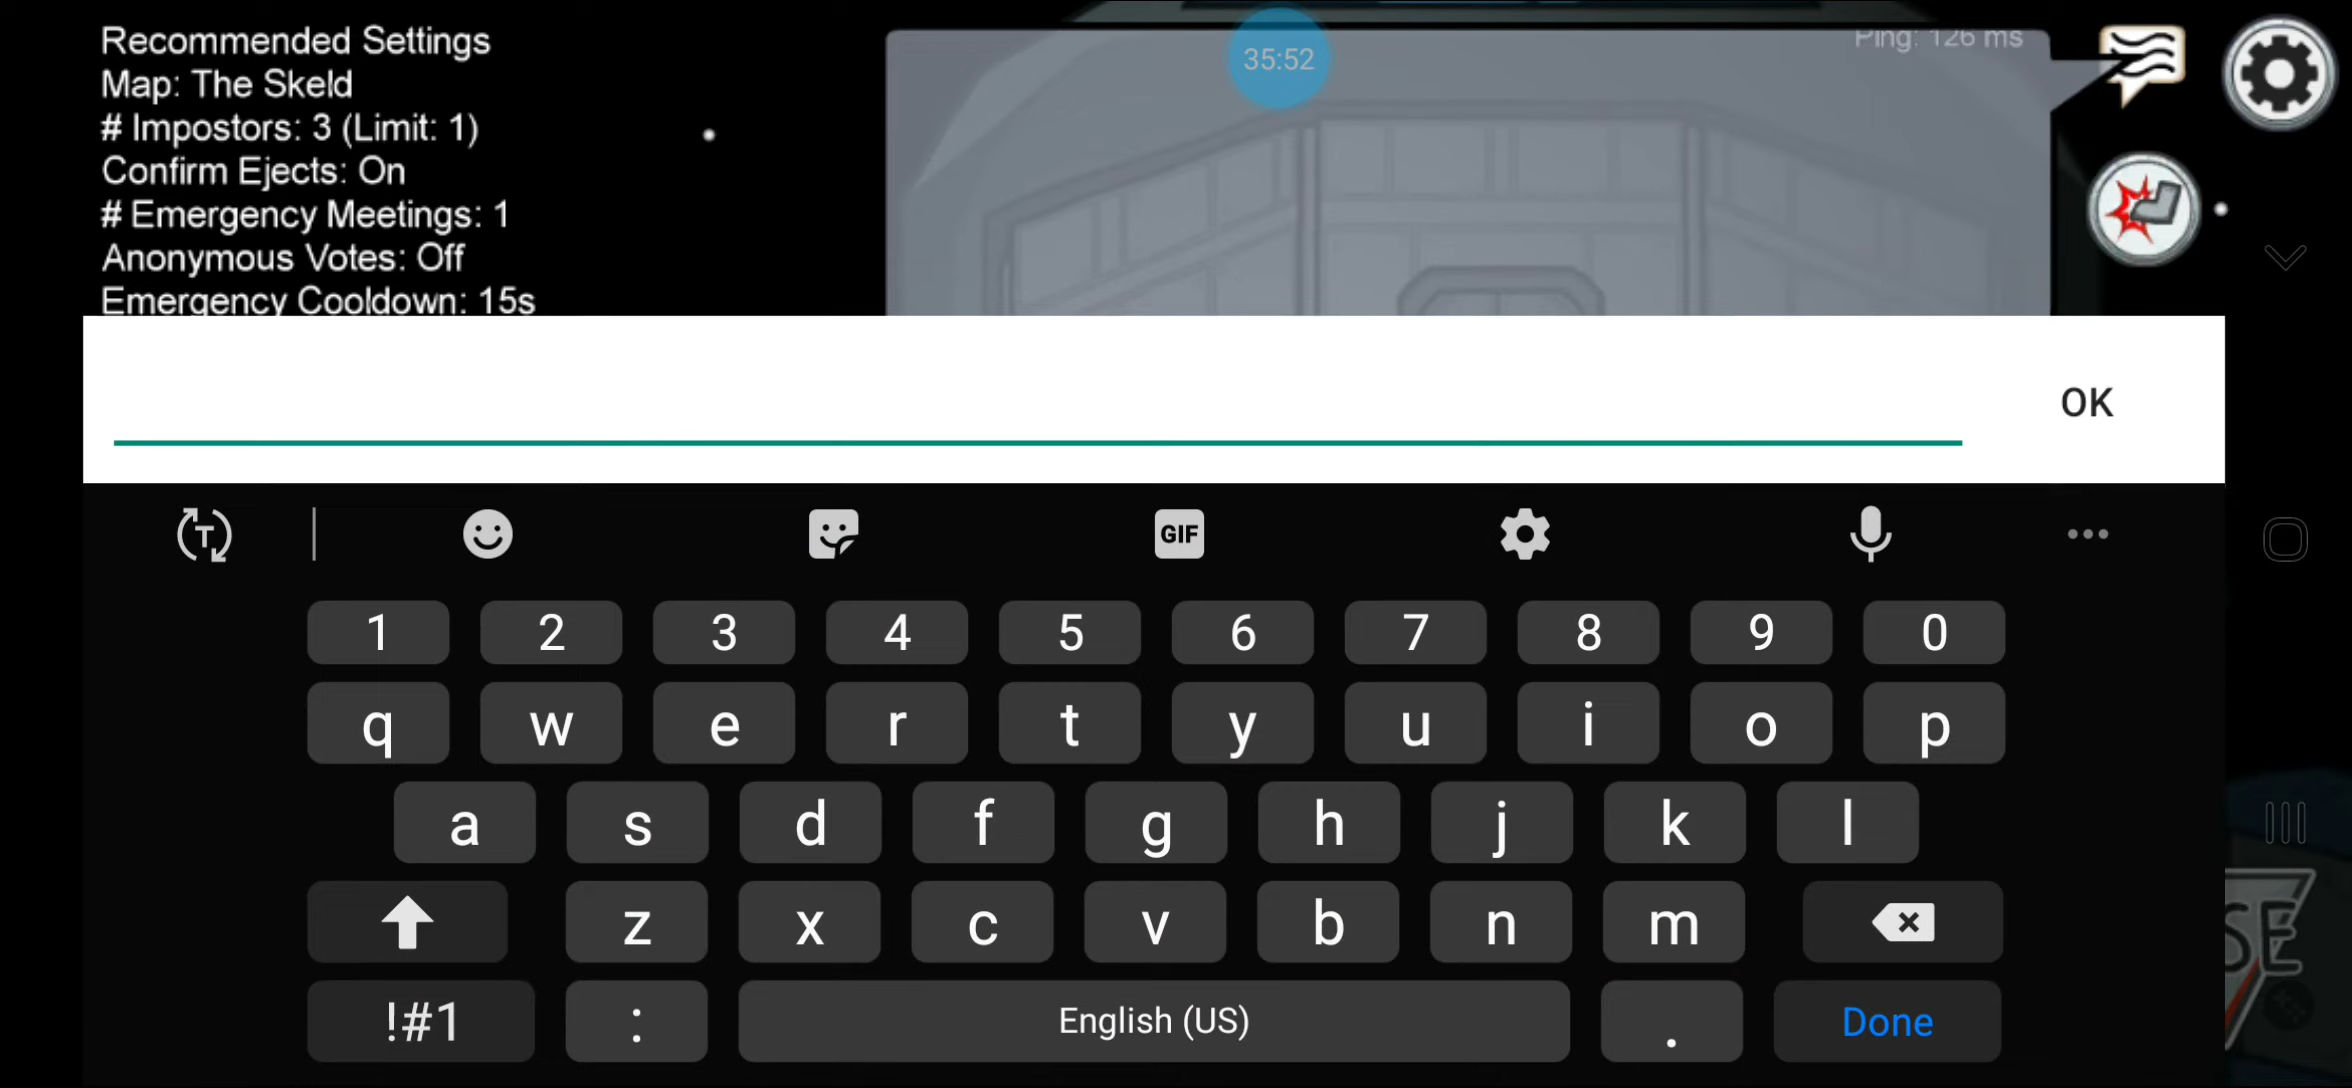 Recommended Settings
Map: The Skeld
# Impostors: 3 (Limit: 1)
Confirm Ejects: On
# Emergency Meetings: 1
Anonymous Votes: Off
Emergency Cooldown: 15s
35:52
Ping: 126 ms
OK
T
GIF
1 2 3 4 5 6 7 8 9 0
q w e r t y u i o p
a s d f g h j k l
z x c v b n m
!#1 : English (US) . Done
SE